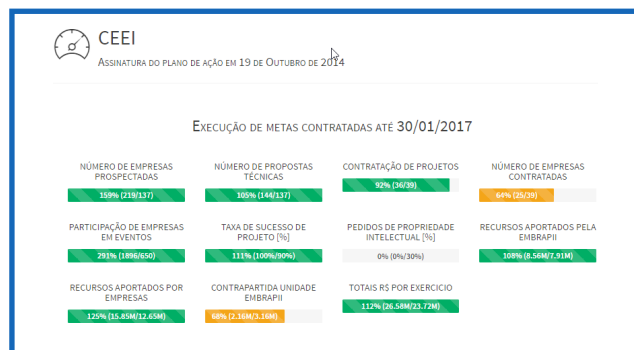 CEEI
Assinatura do plano de ação em 19 de Outubro de 2014
Execução de metas contratadas até 30/01/2017
NÚMERO DE EMPRESAS
PROSPECTADAS
159% (219/137)
NÚMERO DE PROPOSTAS
TÉCNICAS
105% (144/137)
CONTRATAÇÃO DE PROJETOS
92% (36/39)
NÚMERO DE EMPRESAS
CONTRATADAS
64% (25/39)
PARTICIPAÇÃO DE EMPRESAS
EM EVENTOS
291% (1896/650)
TAXA DE SUCESSO DE
PROJETO [%]
111% (100%/90%)
PEDIDOS DE PROPRIEDADE
INTELECTUAL [%]
0% (0%/30%)
RECURSOS APORTADOS PELA
EMBRAPII
108% (8.56M/7.91M)
RECURSOS APORTADOS POR
EMPRESAS
125% (15.85M/12.65M)
CONTRAPARTIDA UNIDADE
EMBRAPII
68% (2.16M/3.16M)
TOTAIS R$ POR EXERCICIO
112% (26.58M/23.72M)